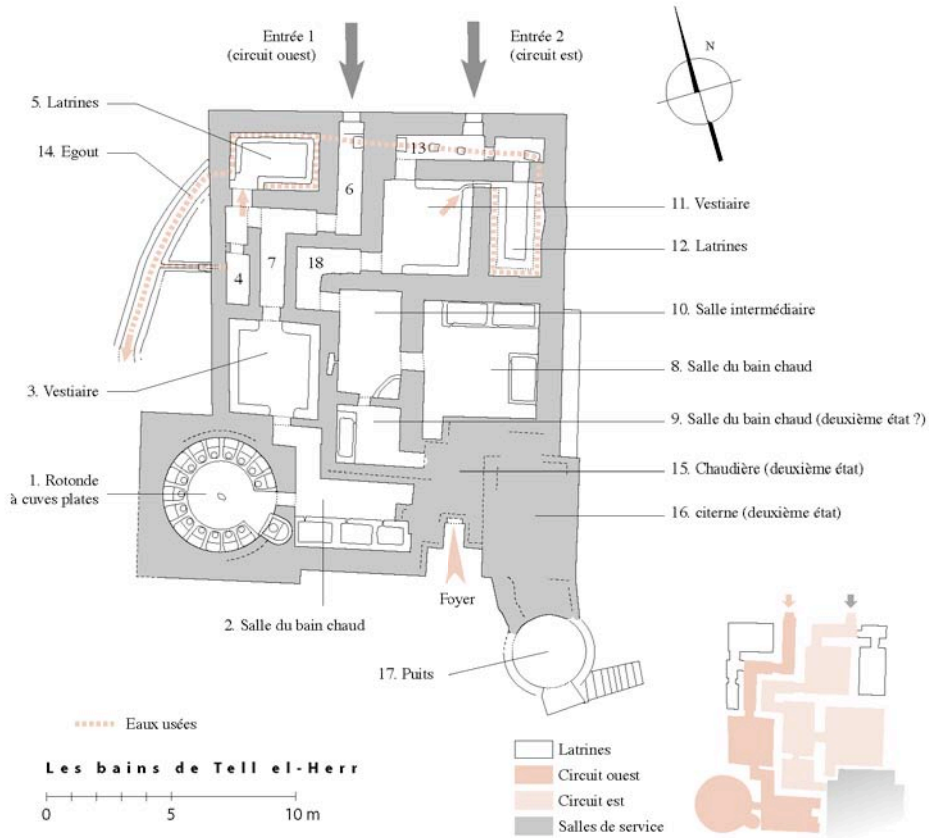 Entrée 1
(circuit ouest)
Entrée 2
(circuit est)
N
5. Latrines
14. Egout
13
6
11. Vestiaire
12. Latrines
7
18
4
10. Salle intermédiaire
8. Salle du bain chaud
3. Vestiaire
9. Salle du bain chaud (deuxième état ?)
1. Rotonde
à cuves plates
15. Chaudière (deuxième état)
16. citerne (deuxième état)
Foyer
2. Salle du bain chaud
17. Puits
Eaux usées
Les bains de Tell el-Herr
0 5 10 m
Latrines
Circuit ouest
Circuit est
Salles de service